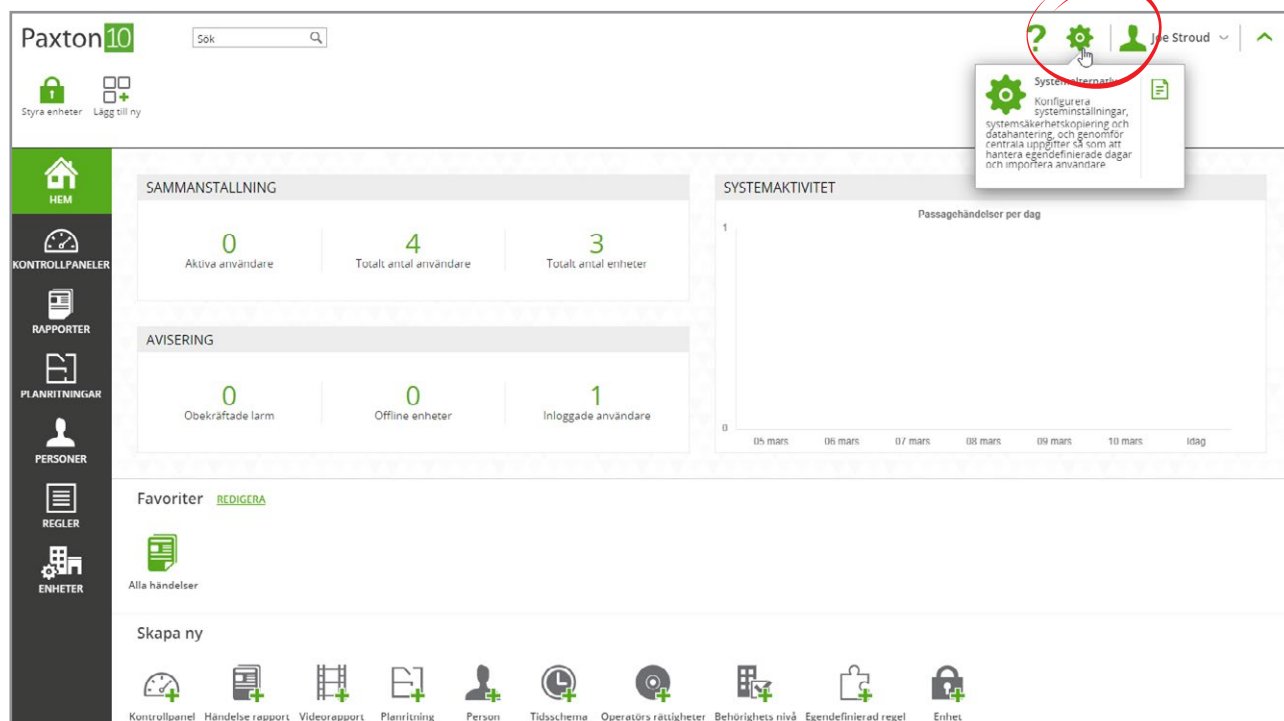 Paxton 10
Sök
Joe Stroud
Styra enheter
Lägg till ny
Systemalternativ
Konfigurera
systeminställningar,
systemsäkerhetskopiering och
datahantering, och genomför
centrala uppgifter så som att
hantera egendefinierade dagar
och importera användare
HEM
KONTROLLPANELER
RAPPORTER
PLANRITNINGAR
PERSONER
REGLER
ENHETER
SAMMANSTALLNING
0
4
3
Aktiva användare
Totalt antal användare
Totalt antal enheter
AVISERING
0
0
1
Obekräftade larm
Offline enheter
Inloggade användare
SYSTEMAKTIVITET
Passagehändelser per dag
1
0
05 mars
06 mars
07 mars
08 mars
09 mars
10 mars
Idag
Favoriter
REDIGERA
Alla händelser
Skapa ny
Kontrollpanel
Händelse rapport
Videorapport
Planritning
Person
Tidsschema
Operatörs rättigheter
Behörighets nivå
Egendefinierad regel
Enhet